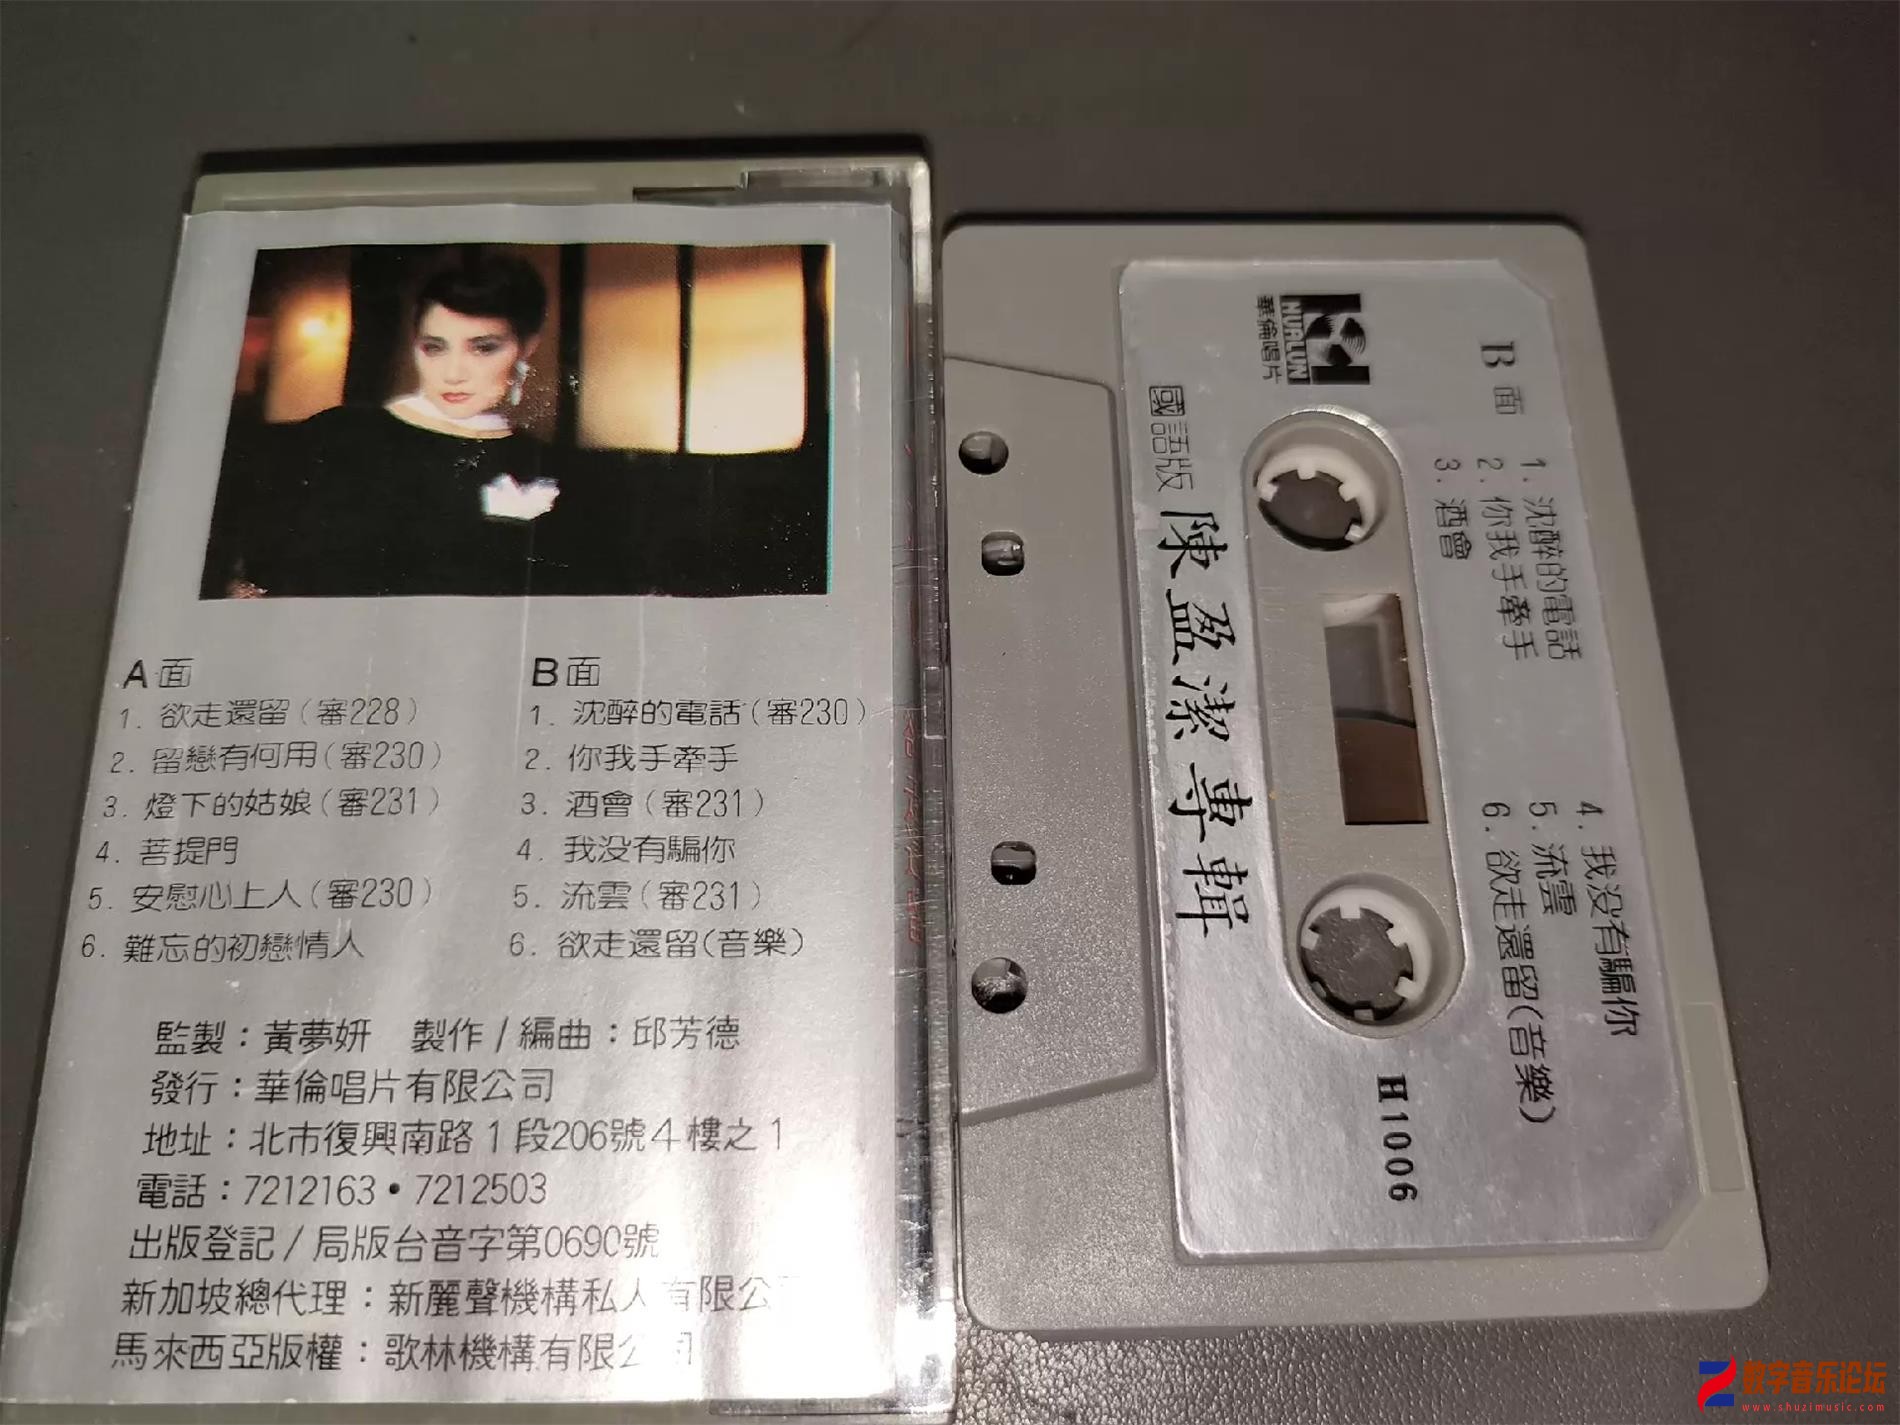 A面
1. 欲走還留（審228）
2. 留戀有何用（審230）
3. 燈下的姑娘（審231）
4. 菩提門
5. 安慰心上人（審230）
6. 難忘的初戀情人
B面
1. 沈醉的電話（審230）
2. 你我手牽手
3. 酒會（審231）
4. 我没有騙你
5. 流雲（審231）
6. 欲走還留(音樂)
監製：黃夢妍 製作/編曲：邱芳德
發行：華倫唱片有限公司
地址：北市復興南路1段206號4樓之1
電話：7212163•7212503
出版登記/局版台音字第0690號
新加坡總代理：新麗聲機構私人有限公
馬來西亞版權：歌林機構有限公司
B面
1. 沈醉的電話
2. 你我手牽手
3. 酒會
4. 我没有騙你
5. 流雲
6. 欲走還留(音樂)
HUALUN
華倫唱片
國語版 陳盈潔專輯
H1006
数字音乐论坛
www.shuzimusic.com